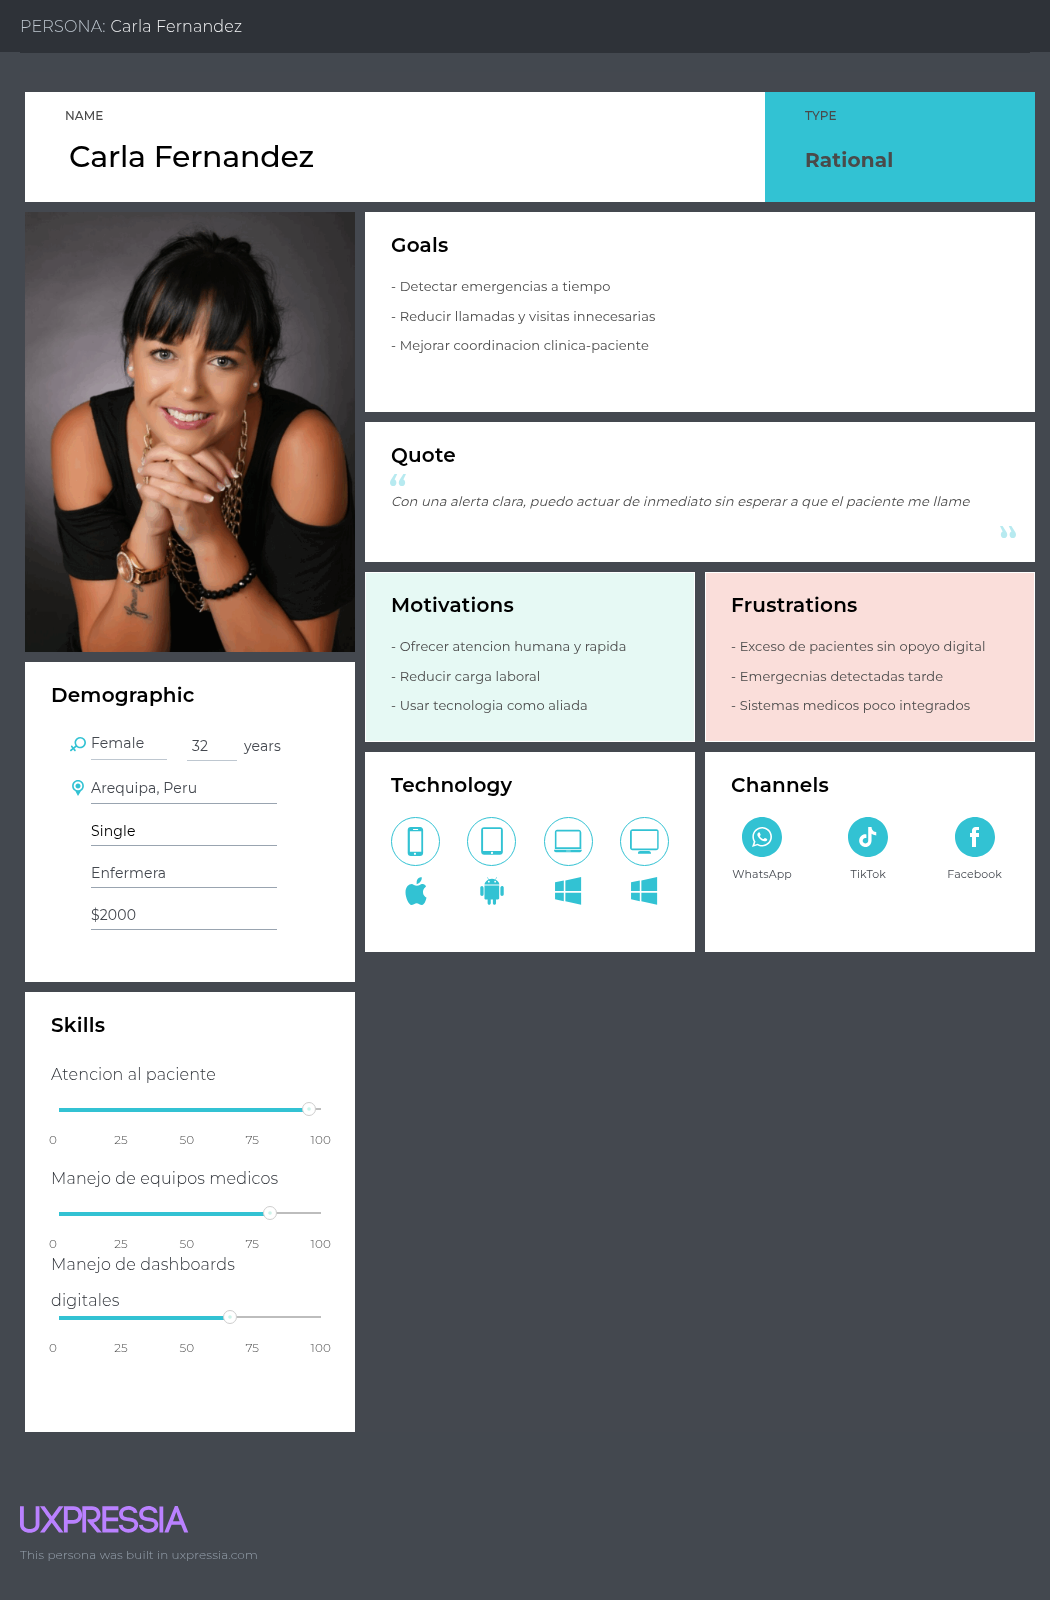 PERSONA: Carla Fernandez
NAME
Carla Fernandez
TYPE
Rational
Goals
- Detectar emergencias a tiempo
- Reducir llamadas y visitas innecesarias
- Mejorar coordinacion clinica-paciente
Quote
“
Con una alerta clara, puedo actuar de inmediato sin esperar a que el paciente me llame
”
Motivations
- Ofrecer atencion humana y rapida
- Reducir carga laboral
- Usar tecnologia como aliada
Frustrations
- Exceso de pacientes sin opoyo digital
- Emergecnias detectadas tarde
- Sistemas medicos poco integrados
Demographic
Female 32 years
Arequipa, Peru
Single
Enfermera
$2000
Technology
Channels
WhatsApp TikTok Facebook
Skills
Atencion al paciente
0 25 50 75 100
Manejo de equipos medicos
0 25 50 75 100
Manejo de dashboards
digitales
0 25 50 75 100
UXPRESSIA
This persona was built in uxpressia.com